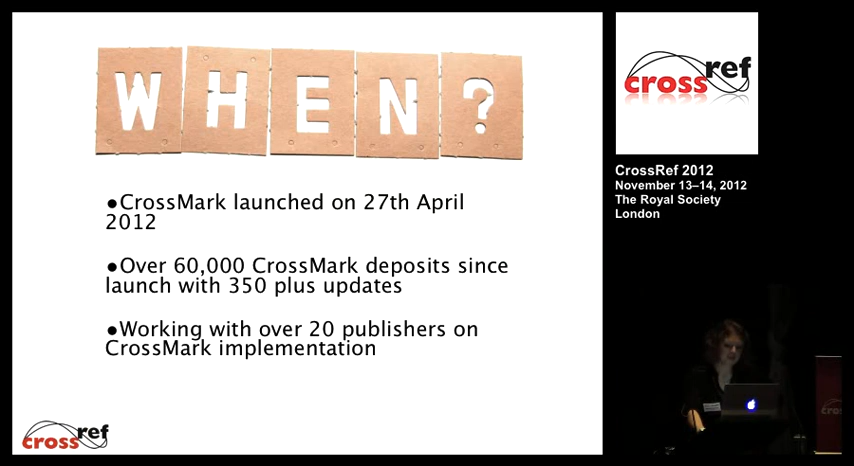 WHEN?
●CrossMark launched on 27th April
2012
●Over 60,000 CrossMark deposits since
launch with 350 plus updates
●Working with over 20 publishers on
CrossMark implementation
crossref
crossref
CrossRef 2012
November 13–14, 2012
The Royal Society
London